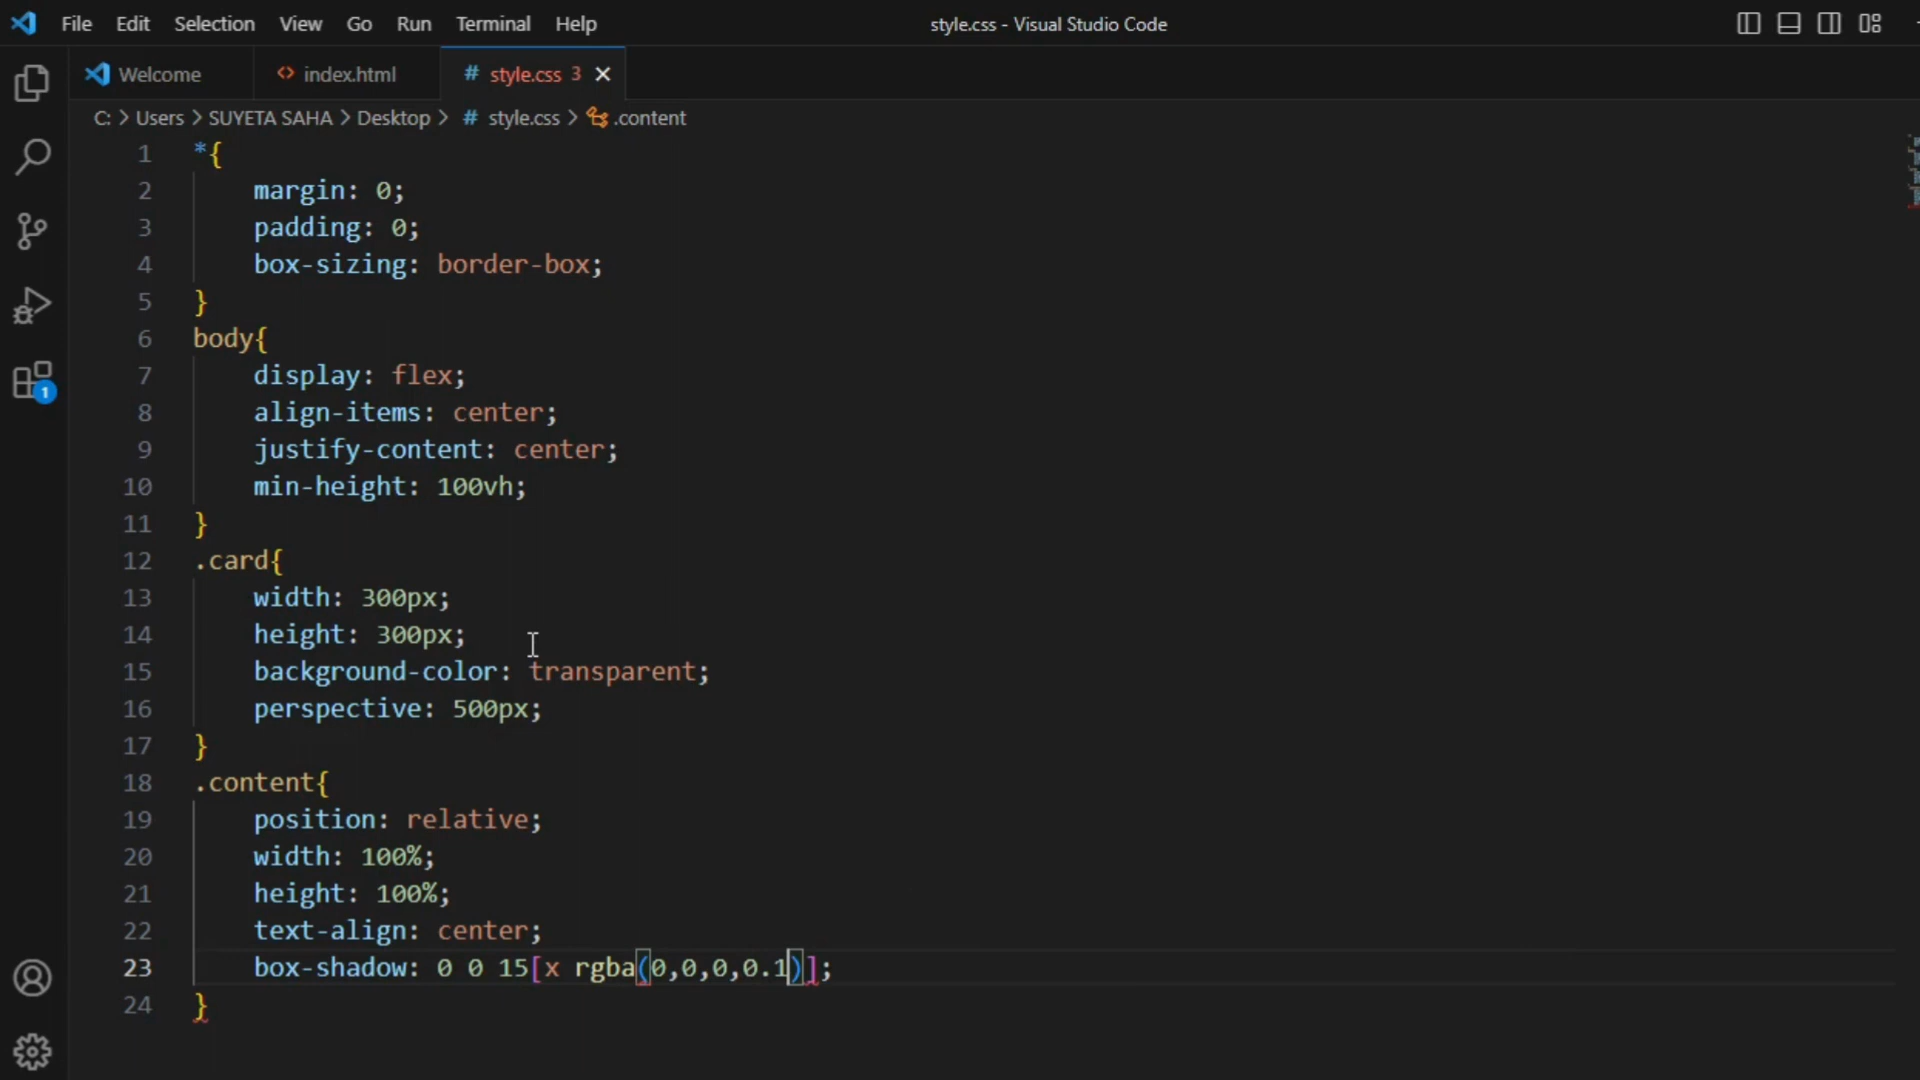 File Edit Selection View Go Run Terminal Help
style.css - Visual Studio Code
Welcome
index.html
style.css 3
C: > Users > SUYETA SAHA > Desktop > # style.css > .content
1 *{
2 margin: 0;
3 padding: 0;
4 box-sizing: border-box;
5 }
6 body{
7 display: flex;
8 align-items: center;
9 justify-content: center;
10 min-height: 100vh;
11 }
12 .card{
13 width: 300px;
14 height: 300px;
15 background-color: transparent;
16 perspective: 500px;
17 }
18 .content{
19 position: relative;
20 width: 100%;
21 height: 100%;
22 text-align: center;
23 box-shadow: 0 0 15[x rgba(0,0,0,0.1)];
24 }
1